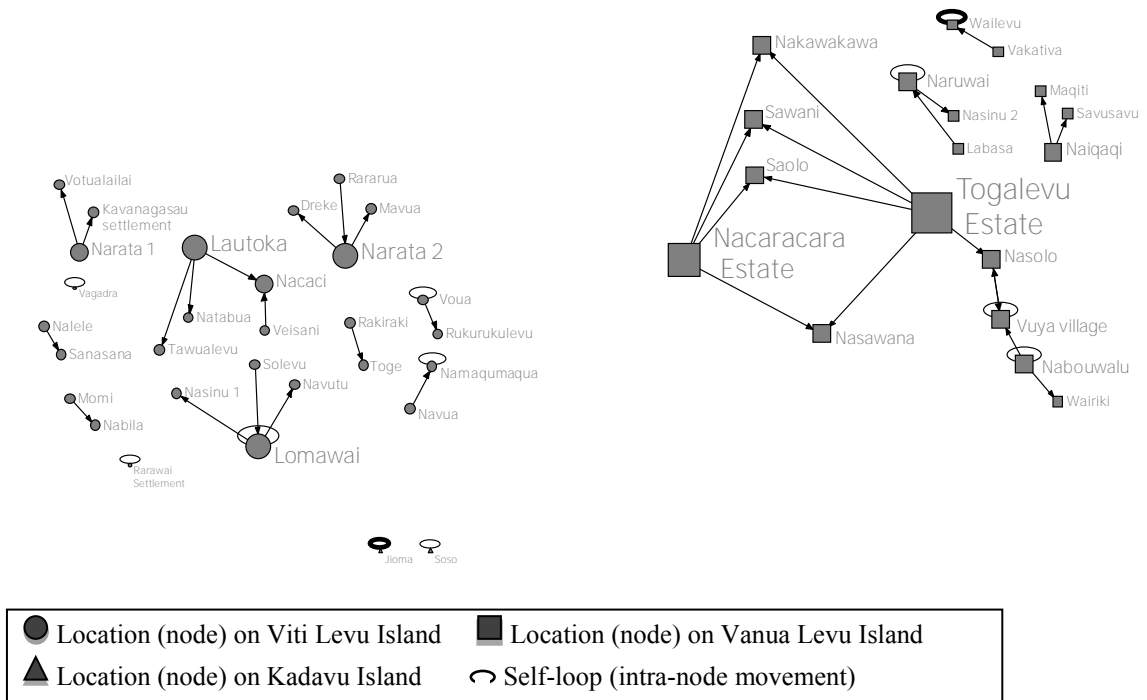 Wailevu
Vakativa
Nakawakawa
Naruwai
Maqiti
Sawani
Nasinu 2
Savusavu
Labasa
Naiqaqi
Saolo
Togalevu
Estate
Nacaracara
Estate
Nasolo
Vuya village
Nasawana
Nabouwalu
Wairiki
Votualailai
Kavanagasau
settlement
Narata 1
Vagadra
Rararua
Dreke
Mavua
Lautoka
Narata 2
Nacaci
Natabua
Veisani
Tawualevu
Nalele
Sanasana
Voua
Rukurukulevu
Rakiraki
Toge
Namaqumaqua
Navua
Solevu
Nasinu 1
Navutu
Momi
Nabila
Lomawai
Rarawai
Settlement
Jioma
Soso
Location (node) on Viti Levu Island
Location (node) on Vanua Levu Island
Location (node) on Kadavu Island
Self-loop (intra-node movement)